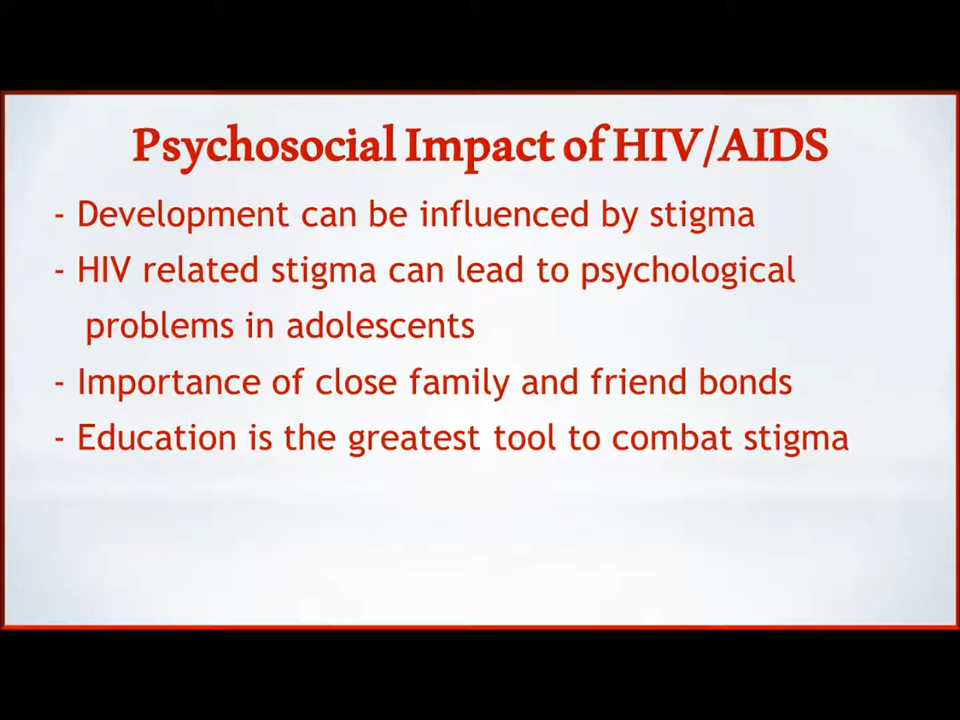 Psychosocial Impact of HIV/AIDS
- Development can be influenced by stigma
- HIV related stigma can lead to psychological
problems in adolescents
- Importance of close family and friend bonds
- Education is the greatest tool to combat stigma